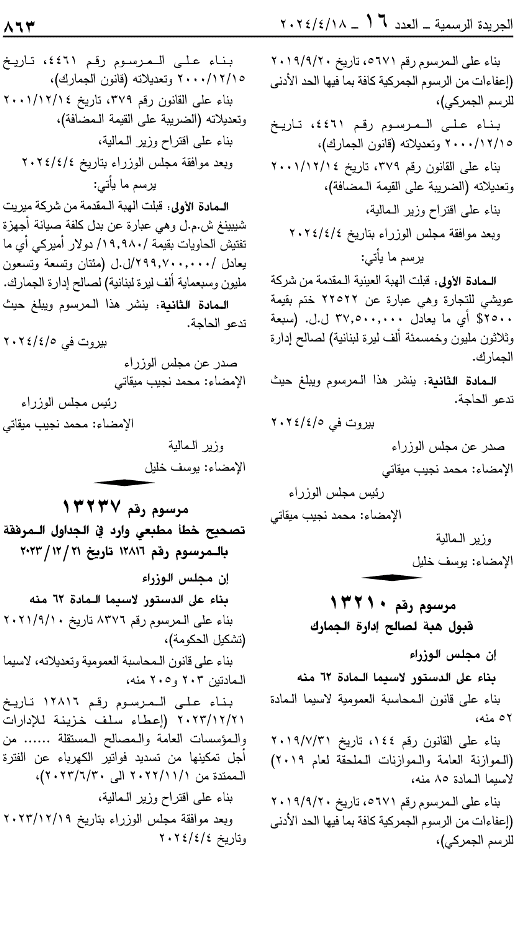 الجريدة الرسمية ــ العدد ١٦ ــ ٢٠٢٤/٤/١٨
٨٦٣
بناء على المرسوم رقم ٥٦٧١، تاريخ ٢٠١٩/٩/٢٠
(إعفاءات من الرسوم الجمركية كافة بما فيها الحد الأدنى
للرسم الجمركي)،
بـنـاء عـلـى الـمـرسوم رقـم ٤٤٦١، تـاريـخ
٢٠٠٠/١٢/١٥ وتعديلاته (قانون الجمارك)،
بناء على القانون رقم ٣٧٩، تاريخ ٢٠٠١/١٢/١٤
وتعديلاته (الضريبة على القيمة المضافة)،
بناء على اقتراح وزير المالية،
وبعد موافقة مجلس الوزراء بتاريخ ٢٠٢٤/٤/٤
يرسم ما يأتي:
المادة الأولى: قبلت الهبة العينية المقدمة من شركة
عويشي للتجارة وهي عبارة عن ٢٢٥٢٢ ختم بقيمة
٢٥٠٠$ أي ما يعادل ٣٧,٥٠٠,٠٠٠ ل.ل. (سبعة
وثلاثون مليون وخمسمئة ألف ليرة لبنانية) لصالح إدارة
الجمارك.
المادة الثانية: ينشر هذا المرسوم ويبلغ حيث
تدعو الحاجة.
بيروت في ٢٠٢٤/٤/٥
صدر عن مجلس الوزراء
الإمضاء: محمد نجيب ميقاتي
رئيس مجلس الوزراء
الإمضاء: محمد نجيب ميقاتي
وزير المالية
الإمضاء: يوسف خليل
مرسوم رقم ١٣٢١٠
قبول هبة لصالح إدارة الجمارك
إن مجلس الوزراء
بناء على الدستور لاسيما المادة ٦٢ منه
بناء على قانون المحاسبة العمومية لاسيما المادة
٥٢ منه،
بناء على القانون رقم ١٤٤، تاريخ ٢٠١٩/٧/٣١
(الموازنة العامة والموازنات الملحقة لعام ٢٠١٩)
لاسيما المادة ٨٥ منه،
بناء على المرسوم رقم ٥٦٧١، تاريخ ٢٠١٩/٩/٢٠
(إعفاءات من الرسوم الجمركية كافة بما فيها الحد الأدنى
للرسم الجمركي)،
بـنـاء عـلـى الـمـرسوم رقـم ٤٤٦١، تـاريـخ
٢٠٠٠/١٢/١٥ وتعديلاته (قانون الجمارك)،
بناء على القانون رقم ٣٧٩، تاريخ ٢٠٠١/١٢/١٤
وتعديلاته (الضريبة على القيمة المضافة)،
بناء على اقتراح وزير المالية،
وبعد موافقة مجلس الوزراء بتاريخ ٢٠٢٤/٤/٤
يرسم ما يأتي:
المادة الأولى: قبلت الهبة المقدمة من شركة ميريت
شيبينغ ش.م.ل وهي عبارة عن بدل كلفة صيانة أجهزة
تفتيش الحاويات بقيمة /١٩,٩٨٠/ دولار أميركي أي ما
يعادل /٢٩٩,٧٠٠,٠٠٠/ل.ل (مئتان وتسعة وتسعون
مليون وسبعماية ألف ليرة لبنانية) لصالح إدارة الجمارك.
المادة الثانية: ينشر هذا المرسوم ويبلغ حيث
تدعو الحاجة.
بيروت في ٢٠٢٤/٤/٥
صدر عن مجلس الوزراء
الإمضاء: محمد نجيب ميقاتي
رئيس مجلس الوزراء
الإمضاء: محمد نجيب ميقاتي
وزير المالية
الإمضاء: يوسف خليل
مرسوم رقم ١٣٢٣٧
تصحيح خطأ مطبعي وارد في الجداول المرفقة
بالمرسوم رقم ١٢٨١٦ تاريخ ٢٠٢٣/١٢/٢١
إن مجلس الوزراء
بناء على الدستور لاسيما المادة ٦٢ منه
بناء على المرسوم رقم ٨٣٧٦ تاريخ ٢٠٢١/٩/١٠
(تشكيل الحكومة)،
بناء على قانون المحاسبة العمومية وتعديلاته، لاسيما
المادتين ٢٠٣ و٢٠٥ منه،
بـنـاء عـلـى الـمـرسوم رقـم ١٢٨١٦ تـاريـخ
٢٠٢٣/١٢/٢١ (إعطاء سلف خزينة للإدارات
والمؤسسات العامة والمصالح المستقلة ...... من
أجل تمكينها من تسديد فواتير الكهرباء عن الفترة
الممتدة من ٢٠٢٢/١١/١ الى ٢٠٢٣/٦/٣٠)،
بناء على اقتراح وزير المالية،
وبعد موافقة مجلس الوزراء بتاريخ ٢٠٢٣/١٢/١٩
وتاريخ ٢٠٢٤/٤/٤